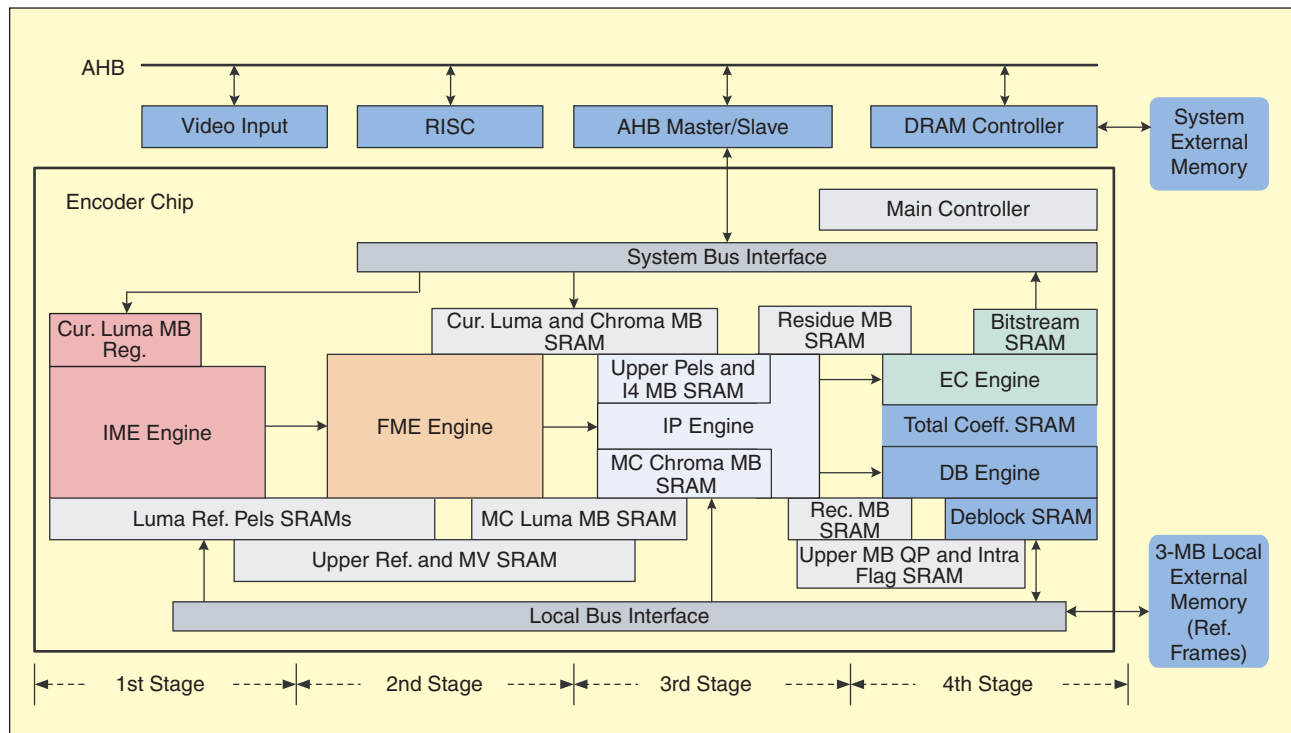 AHB
Video Input
RISC
AHB Master/Slave
DRAM Controller
System
External
Memory
Encoder Chip
Main Controller
System Bus Interface
Cur. Luma MB
Reg.
Cur. Luma and Chroma MB
SRAM
Residue MB
SRAM
Bitstream
SRAM
IME Engine
FME Engine
Upper Pels and
I4 MB SRAM
IP Engine
MC Chroma MB
SRAM
EC Engine
Total Coeff. SRAM
DB Engine
Luma Ref. Pels SRAMs
MC Luma MB SRAM
Rec. MB
SRAM
Deblock SRAM
Upper Ref. and MV SRAM
Upper MB QP and Intra
Flag SRAM
Local Bus Interface
3-MB Local
External
Memory
(Ref.
Frames)
1st Stage
2nd Stage
3rd Stage
4th Stage